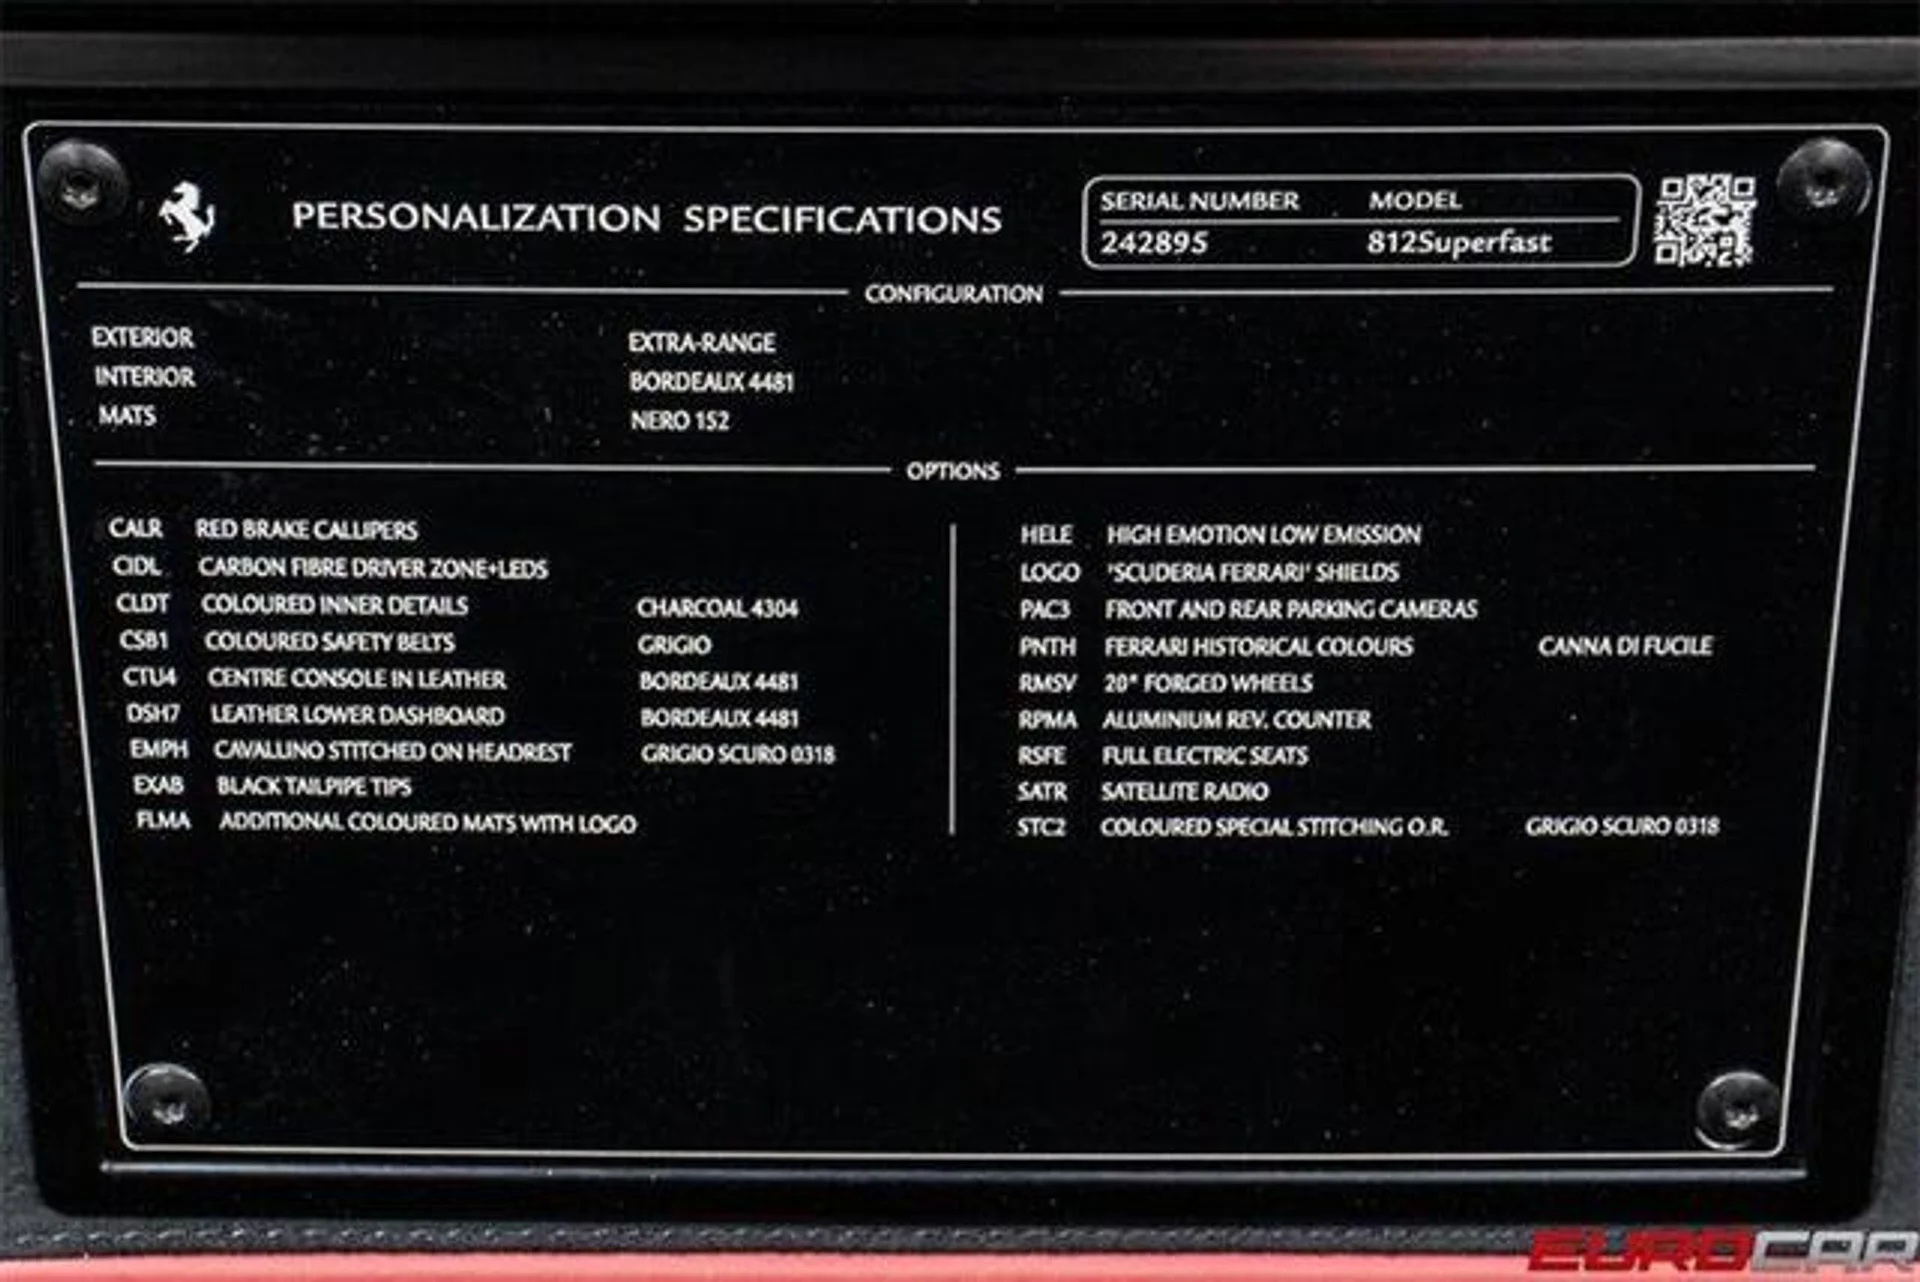 PERSONALIZATION SPECIFICATIONS
SERIAL NUMBER MODEL
242895 812Superfast
CONFIGURATION
EXTERIOR EXTRA-RANGE
INTERIOR BORDEAUX 4481
MATS NERO 152
OPTIONS
CALR RED BRAKE CALLIPERS
CIDL CARBON FIBRE DRIVER ZONE+LEDS
CLDT COLOURED INNER DETAILS CHARCOAL 4304
CSB1 COLOURED SAFETY BELTS GRIGIO
CTU4 CENTRE CONSOLE IN LEATHER BORDEAUX 4481
DSH7 LEATHER LOWER DASHBOARD BORDEAUX 4481
EMPH CAVALLINO STITCHED ON HEADREST GRIGIO SCURO 0318
EXAB BLACK TAILPIPE TIPS
FLMA ADDITIONAL COLOURED MATS WITH LOGO
HELE HIGH EMOTION LOW EMISSION
LOGO 'SCUDERIA FERRARI' SHIELDS
PAC3 FRONT AND REAR PARKING CAMERAS
PNTH FERRARI HISTORICAL COLOURS CANNA DI FUCILE
RMSV 20" FORGED WHEELS
RPMA ALUMINIUM REV. COUNTER
RSFE FULL ELECTRIC SEATS
SATR SATELLITE RADIO
STC2 COLOURED SPECIAL STITCHING O.R. GRIGIO SCURO 0318
EUROCAR